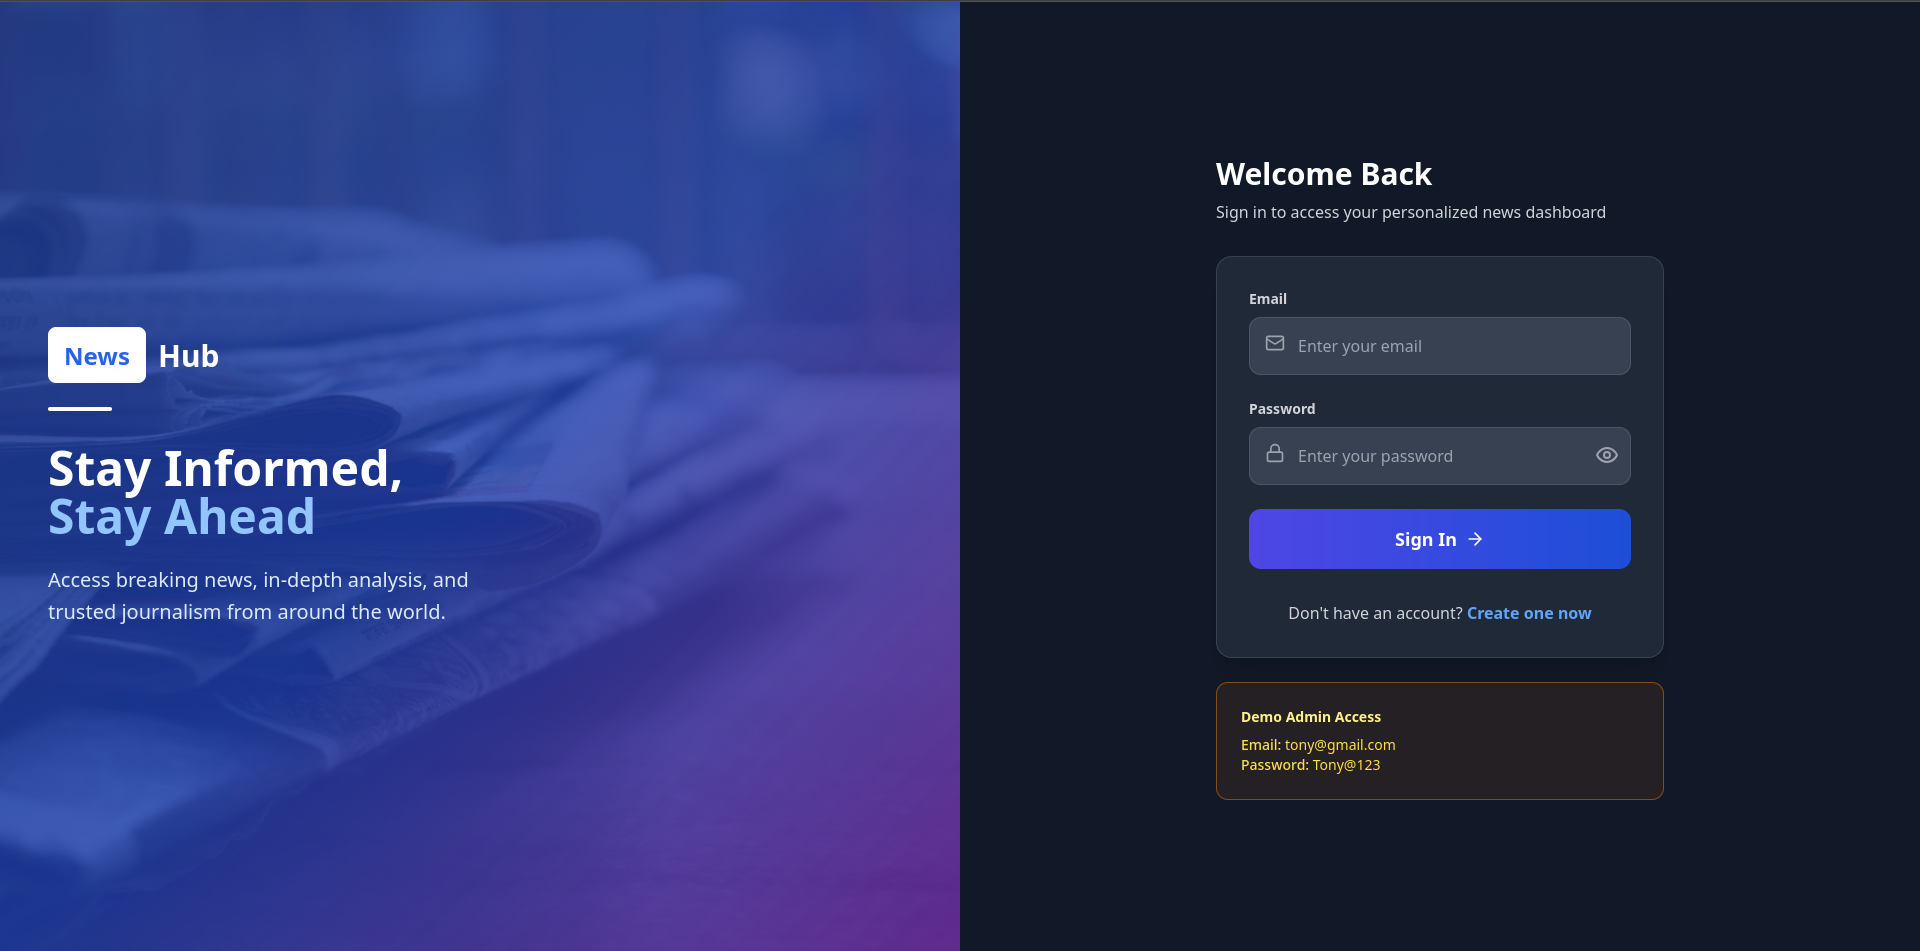 News Hub
Stay Informed,
Stay Ahead
Access breaking news, in-depth analysis, and
trusted journalism from around the world.
Welcome Back
Sign in to access your personalized news dashboard
Email
Enter your email
Password
Enter your password
Sign In
Don't have an account? Create one now
Demo Admin Access
Email: tony@gmail.com
Password: Tony@123